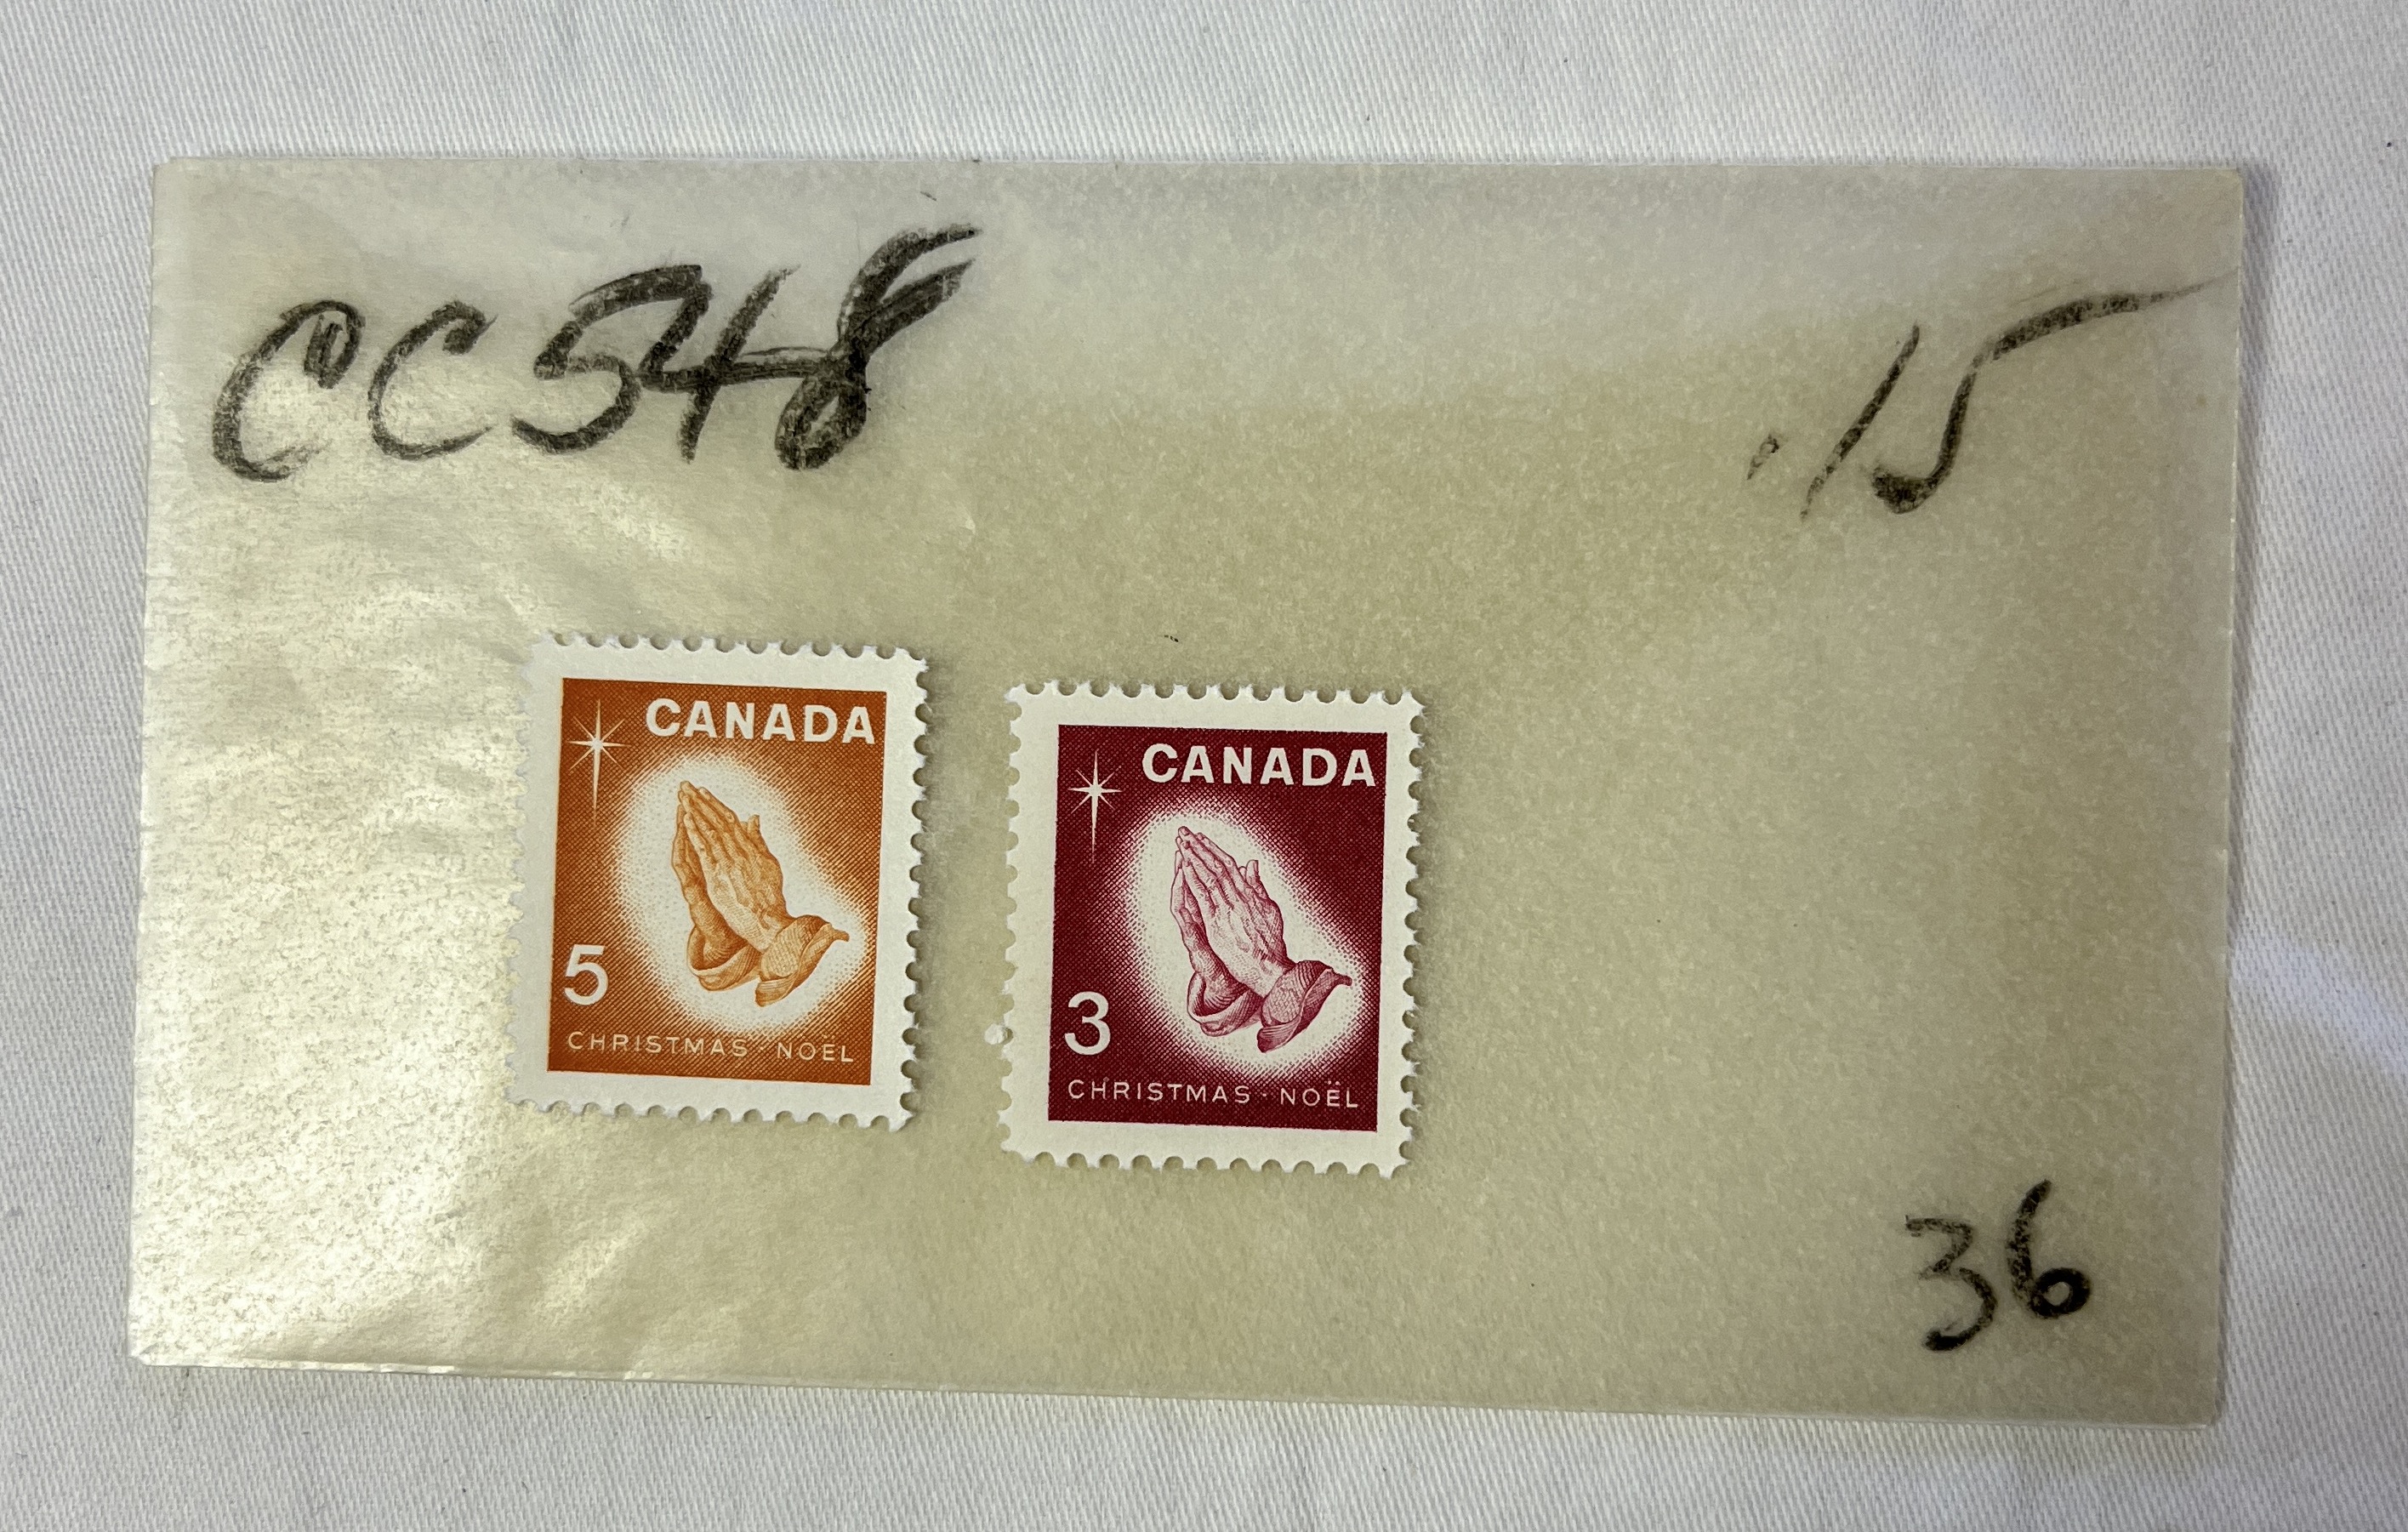 CC548
.15
CANADA
5
CHRISTMAS · NOËL
CANADA
3
CHRISTMAS · NOËL
36